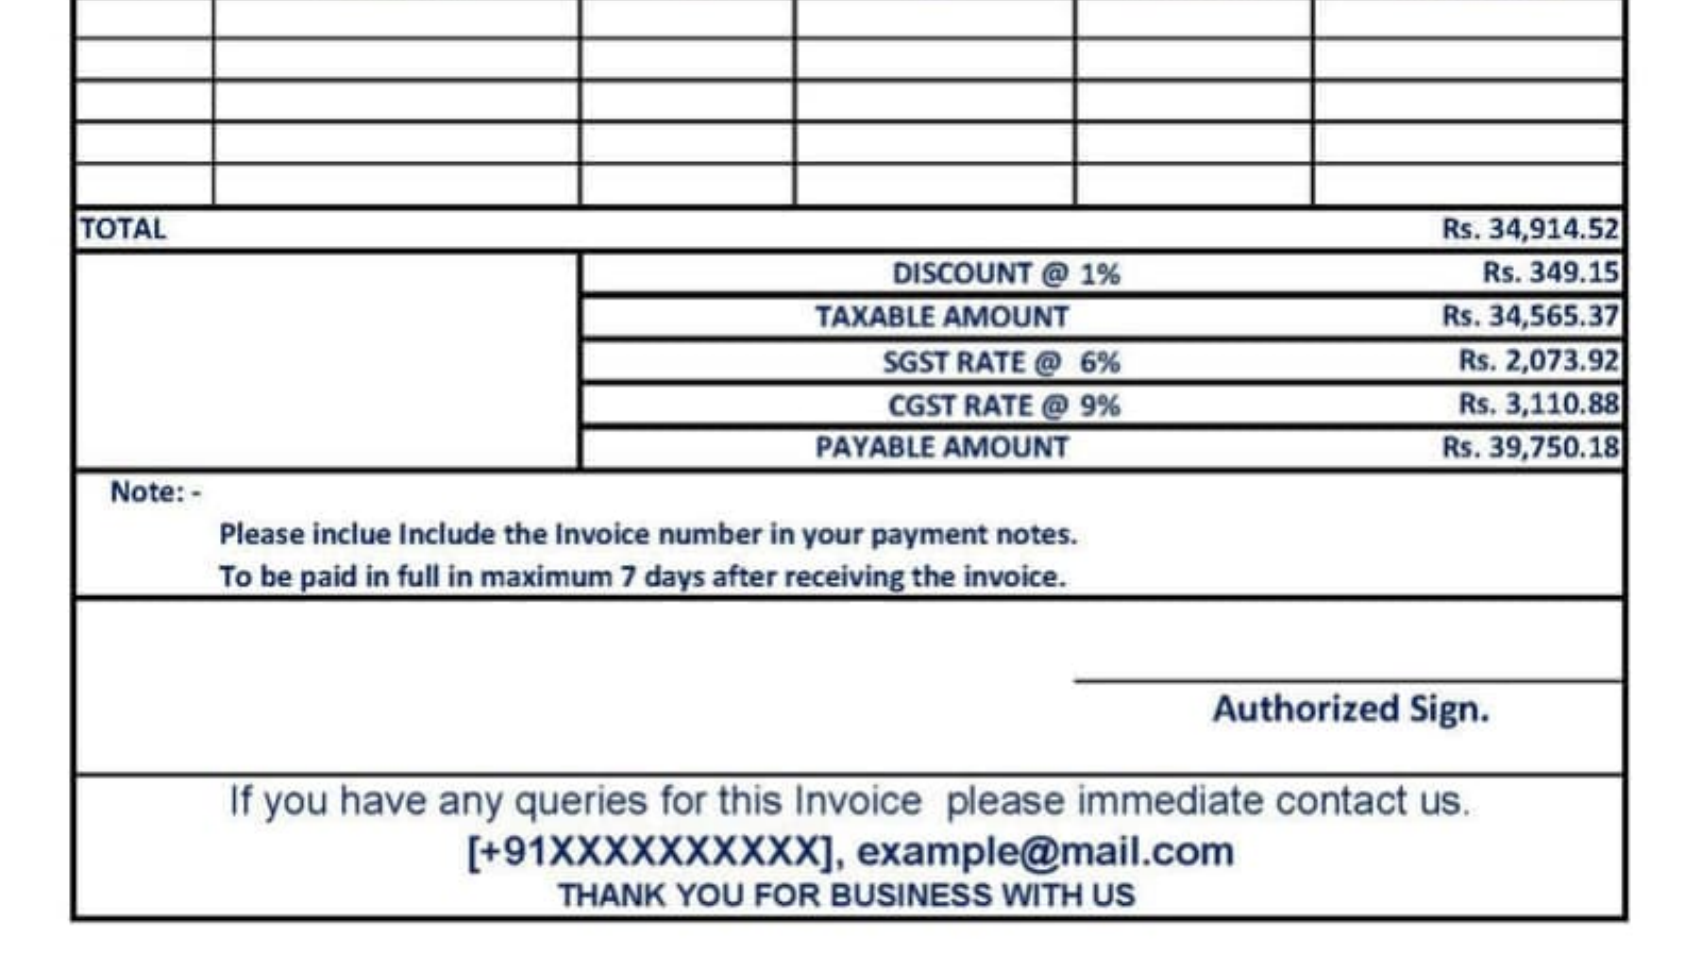 TOTAL Rs. 34,914.52
DISCOUNT @ 1% Rs. 349.15
TAXABLE AMOUNT Rs. 34,565.37
SGST RATE @ 6% Rs. 2,073.92
CGST RATE @ 9% Rs. 3,110.88
PAYABLE AMOUNT Rs. 39,750.18
Note: -
Please inclue Include the Invoice number in your payment notes.
To be paid in full in maximum 7 days after receiving the invoice.
Authorized Sign.
If you have any queries for this Invoice please immediate contact us.
[+91XXXXXXXXXX], example@mail.com
THANK YOU FOR BUSINESS WITH US